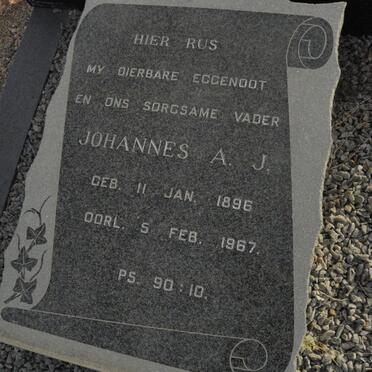 HIER RUS
MY DIERBARE EGGENOOT
EN ONS SORGSAME VADER
JOHANNES A. J.
GEB. 11 JAN. 1896
OORL. 5 FEB. 1967.
PS. 90:10.